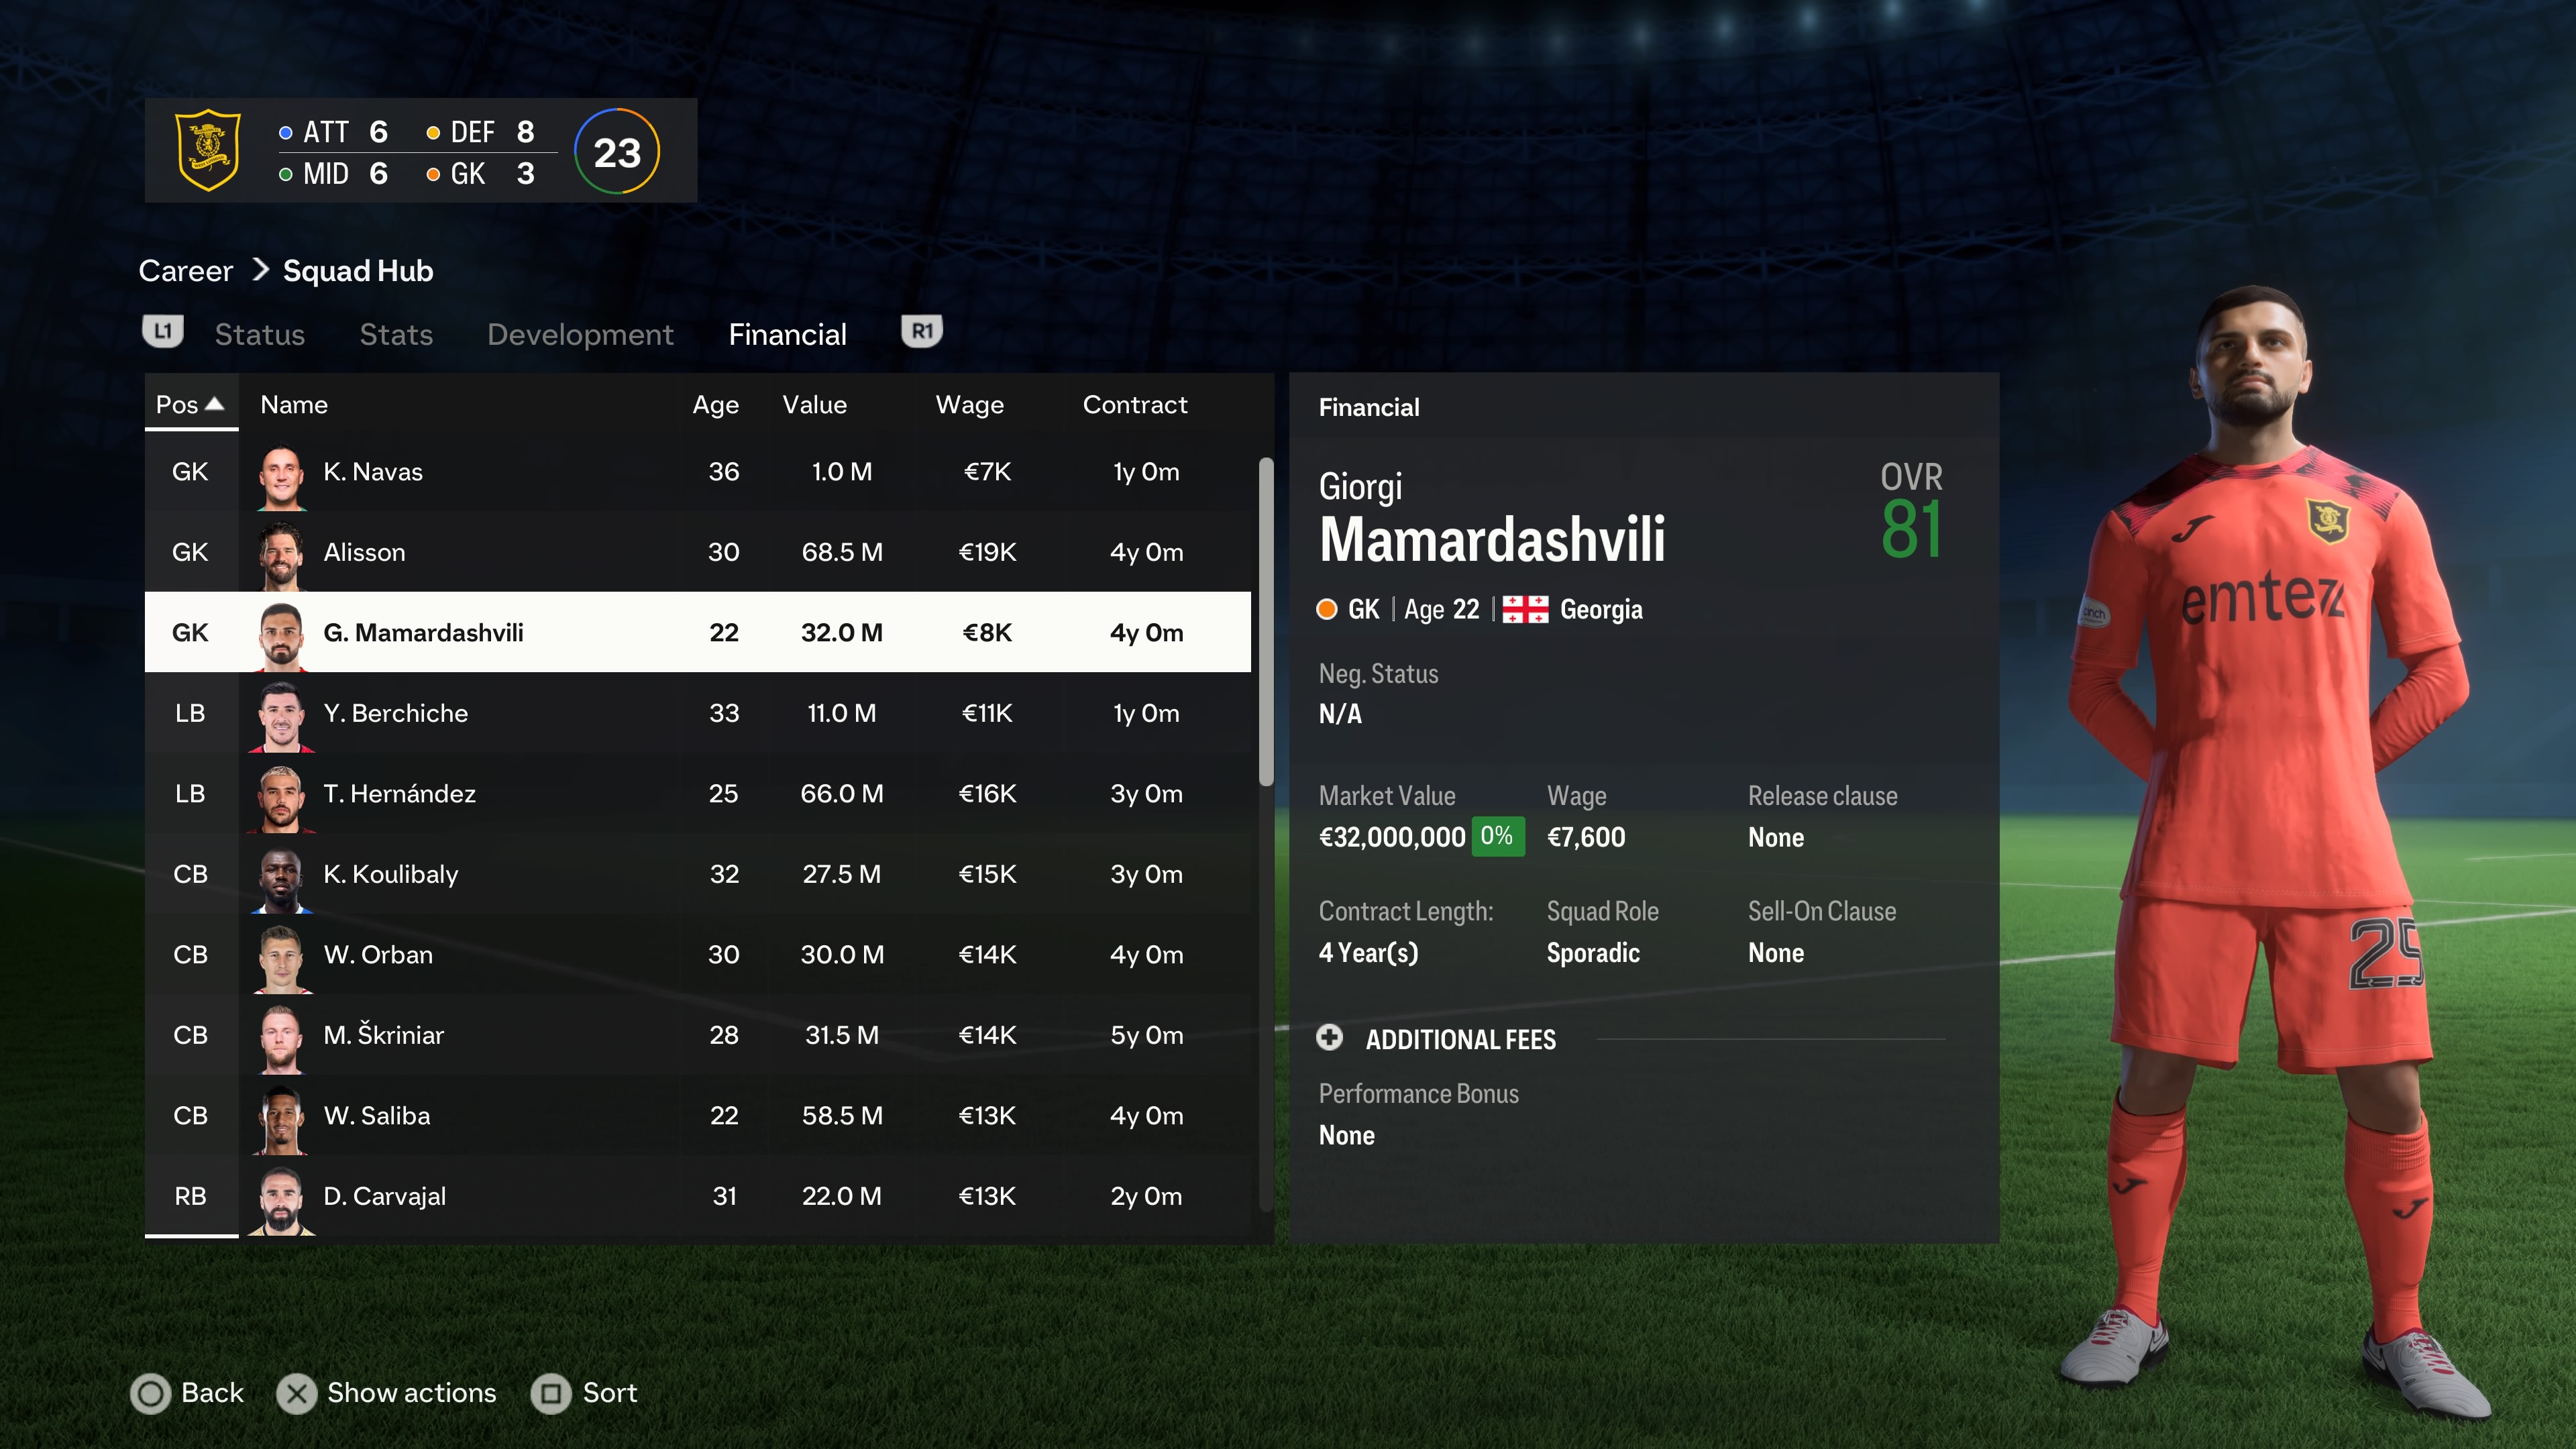 ATT 6 DEF 8
MID 6 GK 3
23
Career > Squad Hub
L1 Status Stats Development Financial R1
Pos Name Age Value Wage Contract
GK K. Navas 36 1.0 M €7K 1y 0m
GK Alisson 30 68.5 M €19K 4y 0m
GK G. Mamardashvili 22 32.0 M €8K 4y 0m
LB Y. Berchiche 33 11.0 M €11K 1y 0m
LB T. Hernández 25 66.0 M €16K 3y 0m
CB K. Koulibaly 32 27.5 M €15K 3y 0m
CB W. Orban 30 30.0 M €14K 4y 0m
CB M. Škriniar 28 31.5 M €14K 5y 0m
CB W. Saliba 22 58.5 M €13K 4y 0m
RB D. Carvajal 31 22.0 M €13K 2y 0m
Financial
Giorgi
Mamardashvili
OVR
81
GK | Age 22 | Georgia
Neg. Status
N/A
Market Value Wage Release clause
€32,000,000 0% €7,600 None
Contract Length: Squad Role Sell-On Clause
4 Year(s) Sporadic None
ADDITIONAL FEES
Performance Bonus
None
emtez
cinch
25
Back Show actions Sort